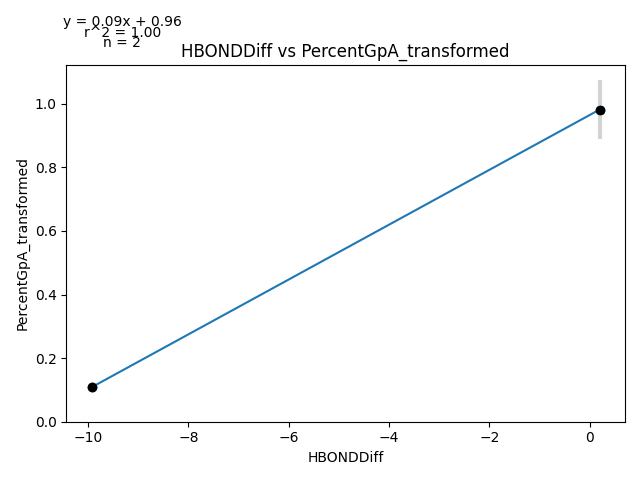 y = 0.09x + 0.96
r^2 = 1.00
n = 2
HBONDDiff vs PercentGpA_transformed
PercentGpA_transformed
1.0
0.8
0.6
0.4
0.2
0.0
−10
−8
−6
−4
−2
0
HBONDDiff